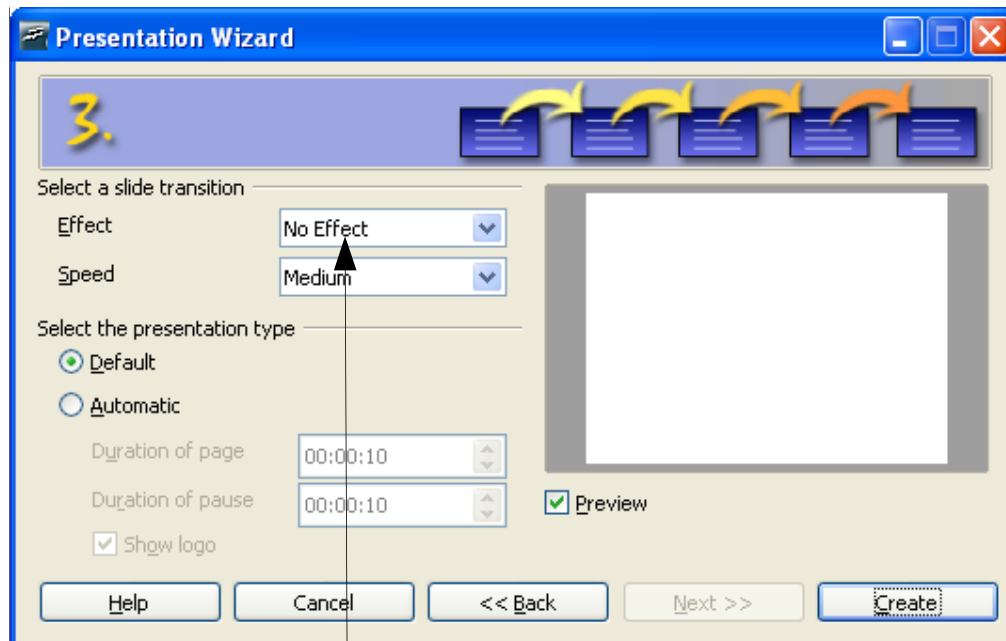 Presentation Wizard
3.
Select a slide transition
Effect No Effect
Speed Medium
Select the presentation type
Default
Automatic
Duration of page 00:00:10
Duration of pause 00:00:10
Preview
Show logo
Help Cancel << Back Next >> Create